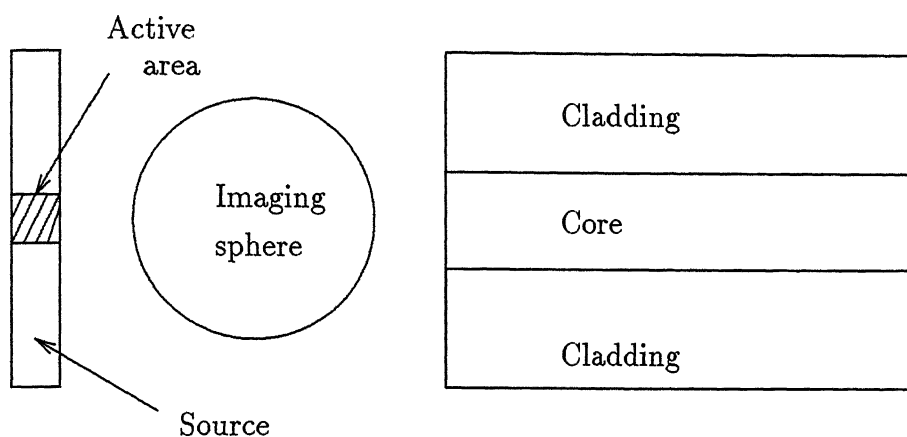 Active
area
Cladding
Imaging
sphere
Core
Cladding
Source